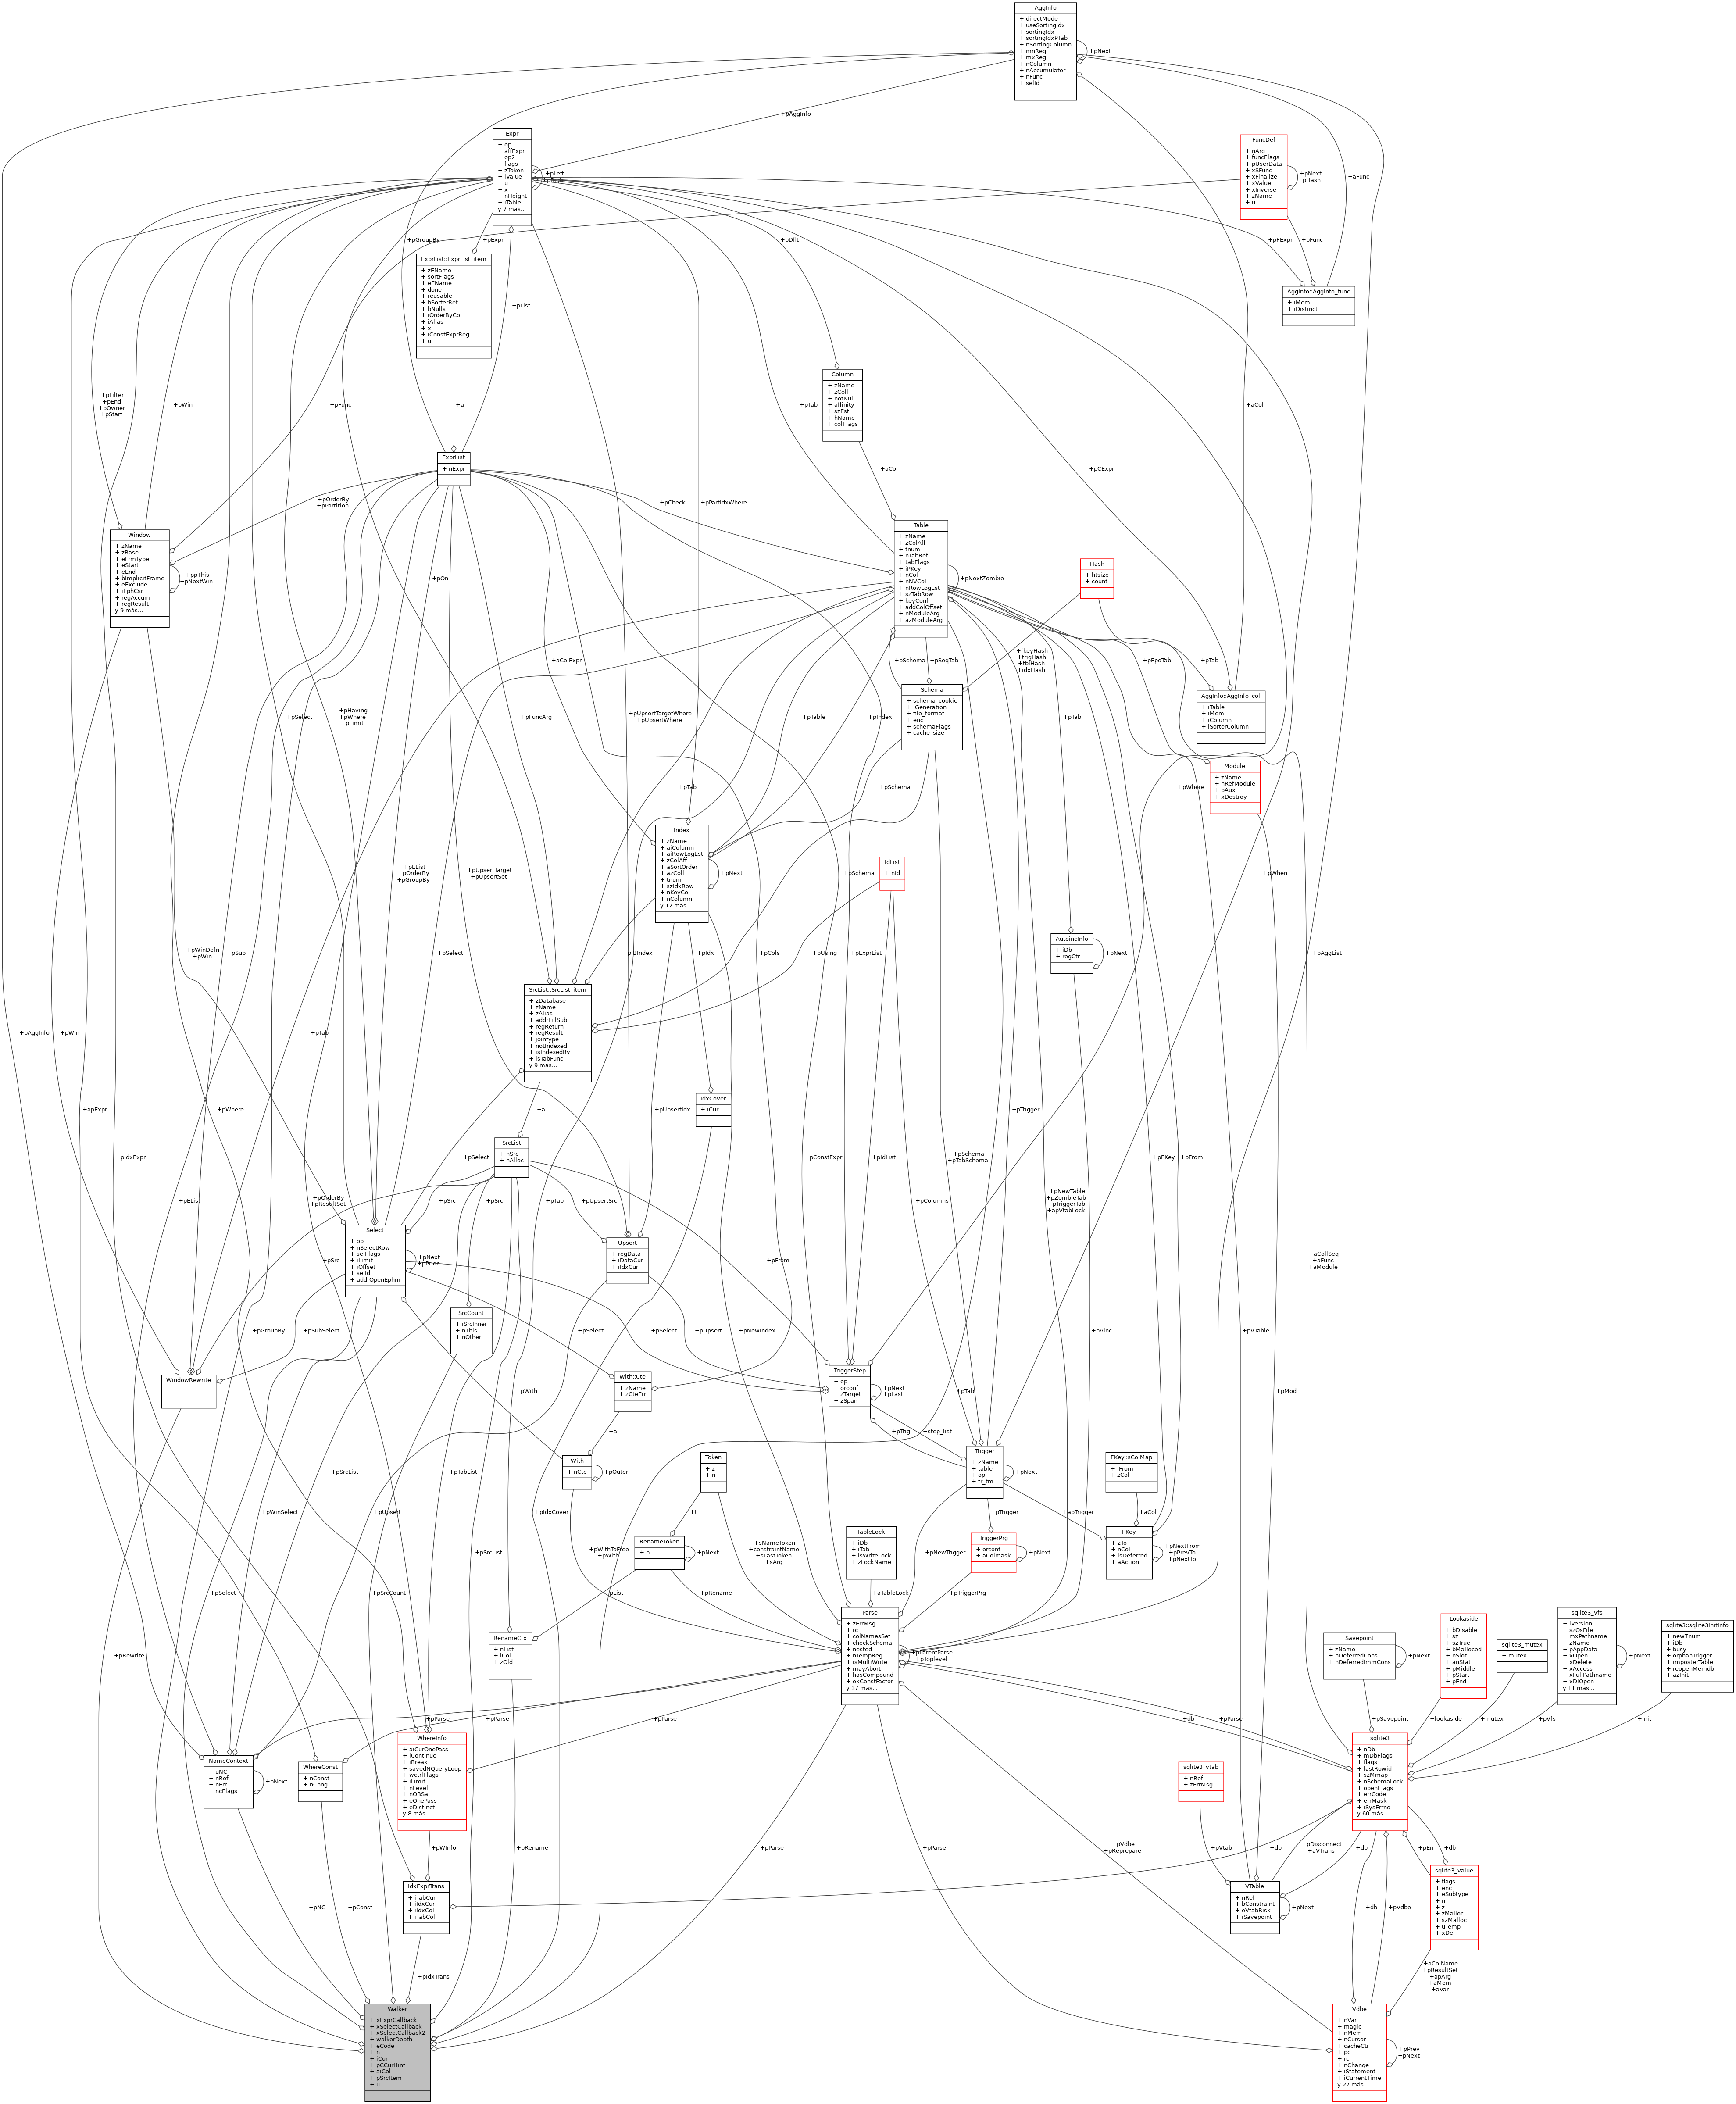 AggInfo
+ directMode
+ useSortingIdx
+ sortingIdx
+ sortingIdxPTab
+ nSortingColumn
+ mnReg
+ mxReg
+ nColumn
+ nAccumulator
+ nFunc
+ selId
+pNext
+pAggInfo
Expr
+ op
+ affExpr
+ op2
+ flags
+ zToken
+ iValue
+ u
+ x
+ nHeight
+ iTable
y 7 más...
+pLeft
FuncDef
+ nArg
+ funcFlags
+ pUserData
+ xSFunc
+ xFinalize
+ xValue
+ xInverse
+ zName
+ u
+pNext
+pHash
+aFunc
+pGroupBy
+pExpr
+pDflt
+pFExpr
+pFunc
ExprList::ExprList_item
+ zEName
+ sortFlags
+ eEName
+ done
+ reusable
+ bSorterRef
+ bNulls
+ iOrderByCol
+ iAlias
+ x
+ iConstExprReg
+ u
+pList
AggInfo::AggInfo_func
+ iMem
+ iDistinct
Column
+ zName
+ zColl
+ notNull
+ affinity
+ szEst
+ hName
+ colFlags
+pFilter
+pEnd
+pOwner
+pStart
+pWin
+pFunc
+a
+pTab
+aCol
ExprList
+ nExpr
+aCol
+pCExpr
+pOrderBy
+pPartition
+pCheck
+pPartIdxWhere
Window
+ zName
+ zBase
+ eFrmType
+ eStart
+ eEnd
+ bImplicitFrame
+ eExclude
+ iEphCsr
+ regAccum
+ regResult
y 9 más...
+ppThis
+pNextWin
+pOn
Table
+ zName
+ zColAff
+ tnum
+ nTabRef
+ tabFlags
+ iPKey
+ nCol
+ nNVCol
+ nRowLogEst
+ szTabRow
+ keyConf
+ addColOffset
+ nModuleArg
+ azModuleArg
+pNextZombie
Hash
+ htsize
+ count
+aColExpr
+pSchema
+pSeqTab
+fkeyHash
+trigHash
+tblHash
+idxHash
+pEpoTab
+pTab
Schema
+ schema_cookie
+ iGeneration
+ file_format
+ enc
+ schemaFlags
+ cache_size
AggInfo::AggInfo_col
+ iTable
+ iMem
+ iColumn
+ iSorterColumn
+pSelect
+pHaving
+pWhere
+pLimit
+pFuncArg
+pUpsertTargetWhere
+pUpsertWhere
+pTable
+pIndex
+pTab
Module
+ zName
+ nRefModule
+ pAux
+ xDestroy
+pTab
+pSchema
+pWhere
Index
+ zName
+ aiColumn
+ aiRowLogEst
+ zColAff
+ aSortOrder
+ azColl
+ tnum
+ szIdxRow
+ nKeyCol
+ nColumn
y 12 más...
+pNext
IdList
+ nId
+pEList
+pOrderBy
+pGroupBy
+pUpsertTarget
+pUpsertSet
+pSchema
+pWhen
AutoincInfo
+ iDb
+ regCtr
+pNext
+pWinDefn
+pWin
+pSub
+pSelect
+pIBIndex
+pIdx
+pCols
+pUsing
+pExprList
+pAggList
SrcList::SrcList_item
+ zDatabase
+ zName
+ zAlias
+ addrFillSub
+ regReturn
+ regResult
+ jointype
+ notIndexed
+ isIndexedBy
+ isTabFunc
y 9 más...
+pAggInfo
+pWin
+pTab
IdxCover
+ iCur
+apExpr
+pWhere
+a
+pUpsertIdx
+pTrigger
SrcList
+ nSrc
+ nAlloc
+pIdxExpr
+pSelect
+pConstExpr
+pIdList
+pSchema
+pTabSchema
+pFKey
+pFrom
+pEList
+pOrderBy
+pResultSet
+pSrc
+pSrc
+pTab
+pUpsertSrc
+pColumns
+pNewTable
+pZombieTab
+pTriggerTab
+apVtabLock
Select
+ op
+ nSelectRow
+ selFlags
+ iLimit
+ iOffset
+ selId
+ addrOpenEphm
+pNext
+pPrior
+pSrc
Upsert
+ regData
+ iDataCur
+ iIdxCur
+pFrom
+aCollSeq
+aFunc
+aModule
SrcCount
+ iSrcInner
+ nThis
+ nOther
+pGroupBy
+pSubSelect
+pSelect
+pSelect
+pUpsert
+pNewIndex
+pAinc
+pVTable
WindowRewrite
With::Cte
+ zName
+ zCteErr
TriggerStep
+ op
+ orconf
+ zTarget
+ zSpan
+pNext
+pLast
+pWith
+pTab
+pMod
+a
+pTrig
+step_list
With
+ nCte
+pOuter
Token
+ z
+ n
Trigger
+ zName
+ table
+ op
+ tr_tm
+pNext
FKey::sColMap
+ iFrom
+ zCol
+pSrcList
+pTabList
+pWinSelect
+pUpsert
+pIdxCover
+t
+pTrigger
+apTrigger
+aCol
RenameToken
+ p
+pNext
+pSrcList
+pWithToFree
+pWith
+sNameToken
+constraintName
+sLastToken
+sArg
TableLock
+ iDb
+ iTab
+ isWriteLock
+ zLockName
+pNewTrigger
TriggerPrg
+ orconf
+ aColmask
+pNext
FKey
+ zTo
+ nCol
+ isDeferred
+ aAction
+pNextFrom
+pPrevTo
+pNextTo
+pSelect
+pSrcCount
+pList
+pRename
+aTableLock
+pTriggerPrg
Parse
+ zErrMsg
+ rc
+ colNamesSet
+ checkSchema
+ nested
+ nTempReg
+ isMultiWrite
+ mayAbort
+ hasCompound
+ okConstFactor
y 37 más...
+pParentParse
+pToplevel
RenameCtx
+ nList
+ iCol
+ zOld
+pRewrite
Savepoint
+ zName
+ nDeferredCons
+ nDeferredImmCons
+pNext
Lookaside
+ bDisable
+ sz
+ szTrue
+ bMalloced
+ nSlot
+ anStat
+ pMiddle
+ pStart
+ pEnd
sqlite3_mutex
+ mutex
sqlite3_vfs
+ iVersion
+ szOsFile
+ mxPathname
+ zName
+ pAppData
+ xOpen
+ xDelete
+ xAccess
+ xFullPathname
+ xDlOpen
y 11 más...
+pNext
sqlite3::sqlite3InitInfo
+ newTnum
+ iDb
+ busy
+ orphanTrigger
+ imposterTable
+ reopenMemdb
+ azInit
+pParse
+pParse
+pParse
+db
+pParse
+pSavepoint
+lookaside
+mutex
+pVfs
+init
NameContext
+ uNC
+ nRef
+ nErr
+ ncFlags
+pNext
WhereConst
+ nConst
+ nChng
WhereInfo
+ aiCurOnePass
+ iContinue
+ iBreak
+ savedNQueryLoop
+ wctrlFlags
+ iLimit
+ nLevel
+ nOBSat
+ eOnePass
+ eDistinct
y 8 más...
sqlite3_vtab
+ nRef
+ zErrMsg
sqlite3
+ nDb
+ mDbFlags
+ flags
+ lastRowid
+ szMmap
+ nSchemaLock
+ openFlags
+ errCode
+ errMask
+ iSysErrno
y 60 más...
+pWInfo
+pRename
+pParse
+pParse
+pVdbe
+pReprepare
+pVtab
+db
+pDisconnect
+aVTrans
+db
+pErr
+db
IdxExprTrans
+ iTabCur
+ iIdxCur
+ iIdxCol
+ iTabCol
VTable
+ nRef
+ bConstraint
+ eVtabRisk
+ iSavepoint
+pNext
sqlite3_value
+ flags
+ enc
+ eSubtype
+ n
+ z
+ zMalloc
+ szMalloc
+ uTemp
+ xDel
+pNC
+pConst
+db
+pVdbe
+pIdxTrans
+aColName
+pResultSet
+apArg
+aMem
+aVar
Walker
+ xExprCallback
+ xSelectCallback
+ xSelectCallback2
+ walkerDepth
+ eCode
+ n
+ iCur
+ pCCurHint
+ aiCol
+ pSrcItem
+ u
Vdbe
+ nVar
+ magic
+ nMem
+ nCursor
+ cacheCtr
+ pc
+ rc
+ nChange
+ iStatement
+ iCurrentTime
y 27 más...
+pPrev
+pNext